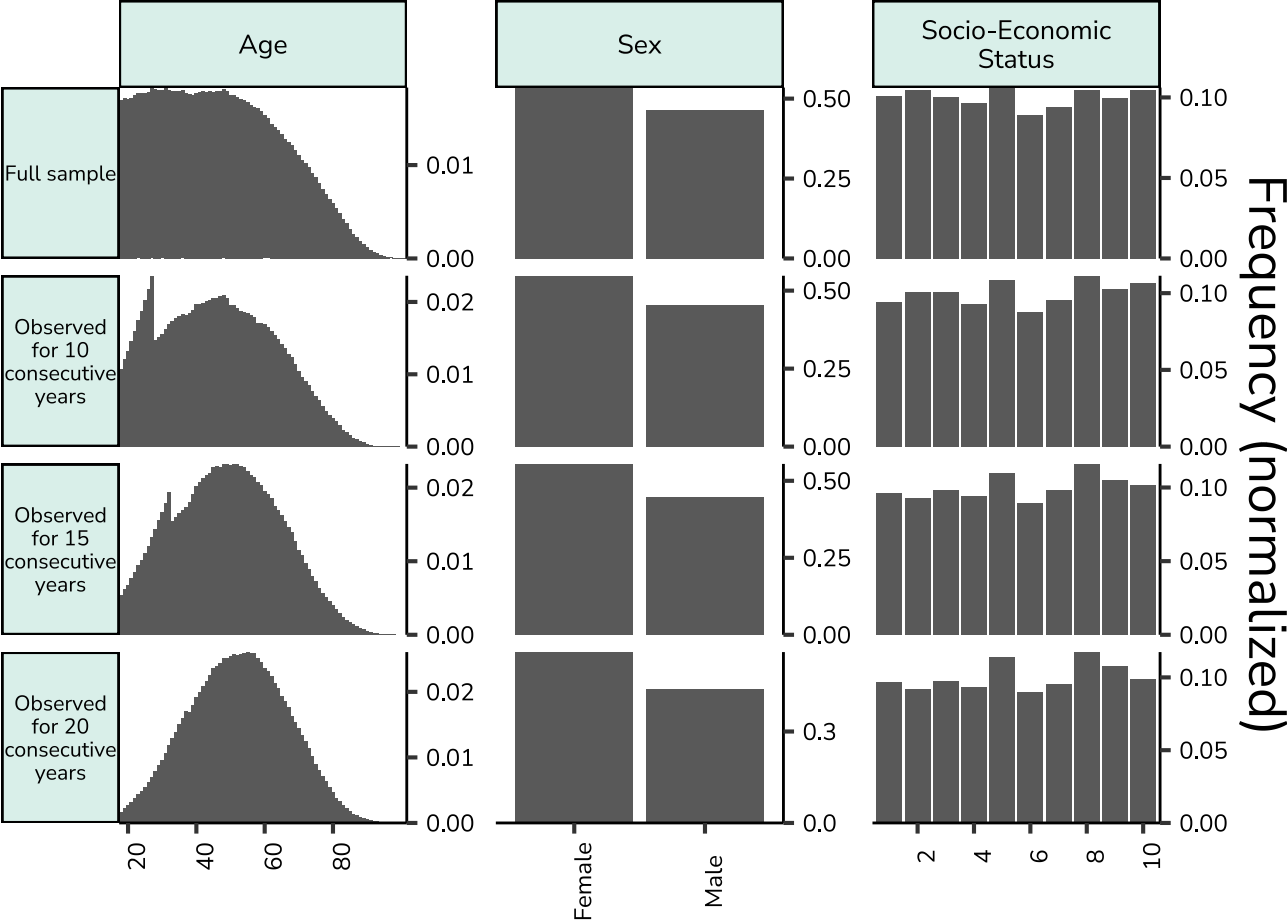 Age
Sex
Socio-Economic
Status
Full sample
0.01
0.00
0.50
0.25
0.00
0.10
0.05
0.00
Observed
for 10
consecutive
years
0.02
0.01
0.00
0.50
0.25
0.00
0.10
0.05
0.00
Observed
for 15
consecutive
years
0.02
0.01
0.00
0.50
0.25
0.00
0.10
0.05
0.00
Observed
for 20
consecutive
years
0.02
0.01
0.00
0.3
0.0
0.10
0.05
0.00
20
40
60
80
Female
Male
2
4
6
8
10
Frequency (normalized)